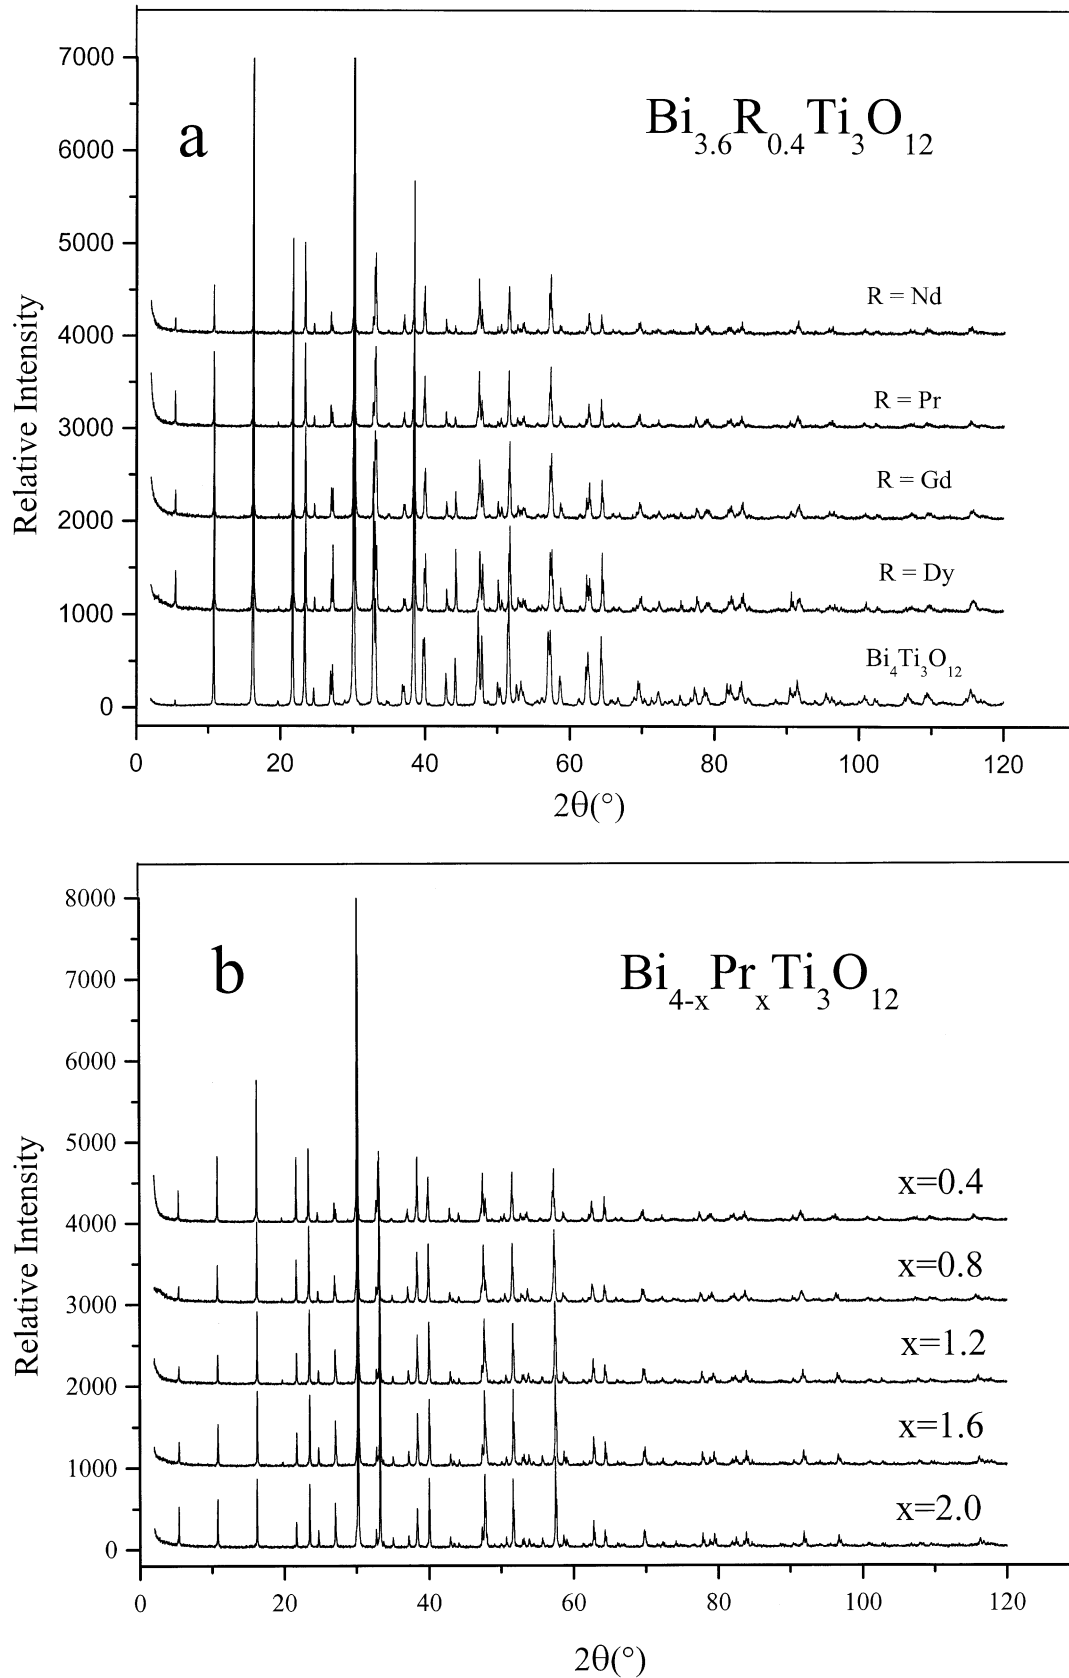 7000
6000
5000
4000
3000
2000
1000
0
Relative Intensity
a
Bi3.6R0.4Ti3O12
R = Nd
R = Pr
R = Gd
R = Dy
Bi4Ti3O12
0 20 40 60 80 100 120
2θ(°)
8000
7000
6000
5000
4000
3000
2000
1000
0
Relative Intensity
b
Bi4-xPrxTi3O12
x=0.4
x=0.8
x=1.2
x=1.6
x=2.0
0 20 40 60 80 100 120
2θ(°)